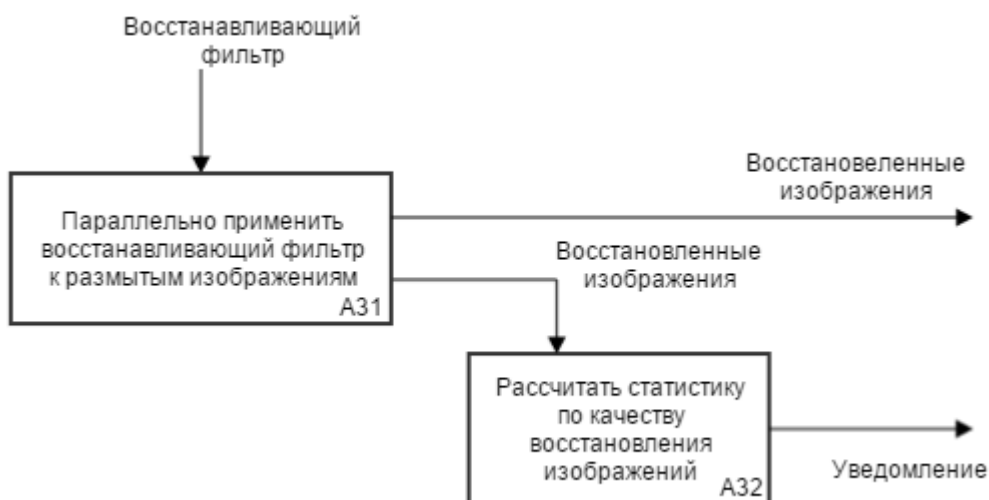 Восстанавливающий
фильтр
Восстановеленные
изображения
Параллельно применить
восстанавливающий фильтр
к размытым изображениям
A31
Восстановленные
изображения
Рассчитать статистику
по качеству
восстановления
изображений
A32
Уведомление